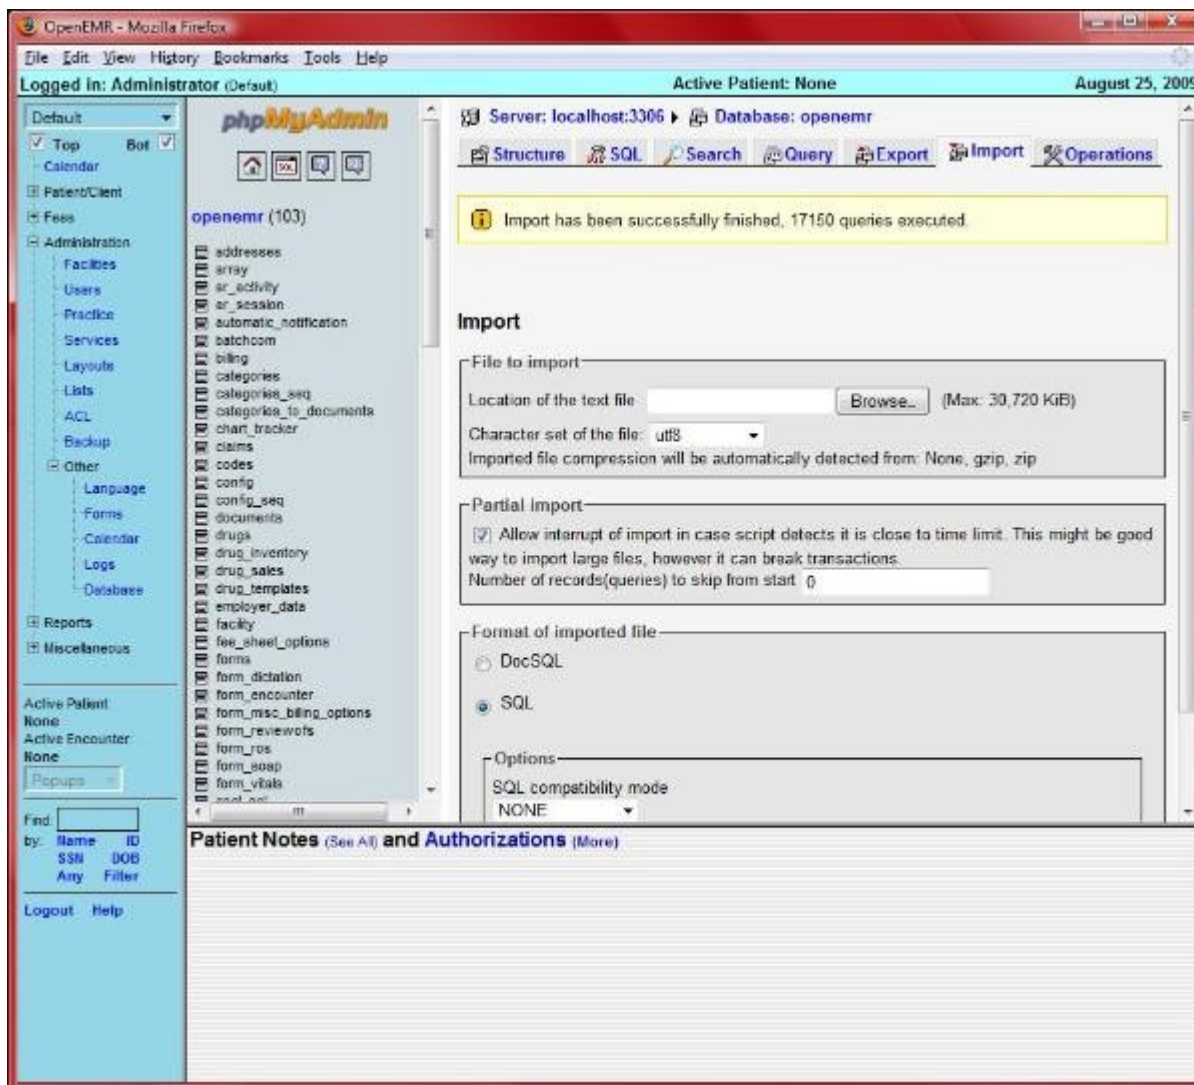 OpenEMR - Mozilla Firefox
File Edit View History Bookmarks Tools Help
Logged in: Administrator (Default) Active Patient: None August 25, 2009
Default
Top Bot
Calendar
Patient/Client
Fees
Administration
Facilities
Users
Practice
Services
Layouts
Lists
ACL
Backup
Other
Language
Forms
Calendar
Logs
Database
Reports
Miscellaneous
Active Patient
None
Active Encounter
None
Popups
Find:
by: Name ID
SSN DOB
Any Filter
Logout Help
phpMyAdmin
SQL
openemr (103)
addresses
array
ar_activity
ar_session
automatic_notification
batchcom
billing
categories
categories_seq
categories_to_documents
chart_tracker
claims
codes
config
config_seq
documents
drugs
drug_inventory
drug_sales
drug_templates
employer_data
facility
fee_sheet_options
forms
form_dictation
form_encounter
form_misc_billing_options
form_reviewofs
form_ros
form_soap
form_vitals
Server: localhost:3306 Database: openemr
Structure SQL Search Query Export Import Operations
Import has been successfully finished, 17150 queries executed.
Import
File to import
Location of the text file Browse... (Max: 30,720 KiB)
Character set of the file: utf8
Imported file compression will be automatically detected from: None, gzip, zip
Partial import
Allow interrupt of import in case script detects it is close to time limit. This might be good
way to import large files, however it can break transactions.
Number of records(queries) to skip from start 0
Format of imported file
DocSQL
SQL
Options
SQL compatibility mode
NONE
Patient Notes (See All) and Authorizations (More)